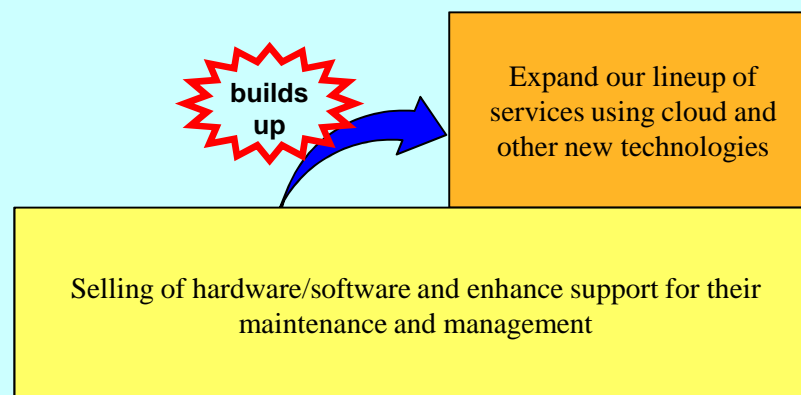 builds
up
Expand our lineup of
services using cloud and
other new technologies
Selling of hardware/software and enhance support for their
maintenance and management